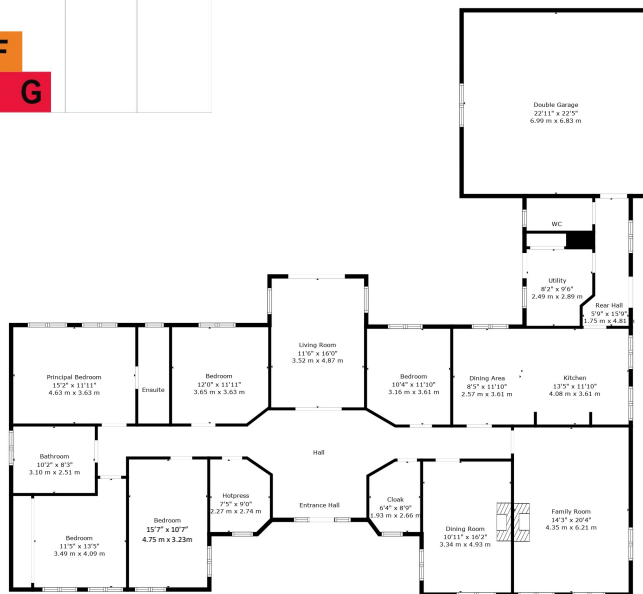 F
G
Double Garage
22'11" x 22'5"
6.99 m x 6.83 m
WC
Utility
8'2" x 9'6"
2.49 m x 2.89 m
Rear Hall
5'9" x 15'9"
1.75 m x 4.81
Living Room
11'6" x 16'0"
3.52 m x 4.87 m
Principal Bedroom
15'2" x 11'11"
4.63 m x 3.63 m
Ensuite
Bedroom
12'0" x 11'11"
3.65 m x 3.63 m
Bedroom
10'4" x 11'10"
3.16 m x 3.61 m
Dining Area
8'5" x 11'10"
2.57 m x 3.61 m
Kitchen
13'5" x 11'10"
4.08 m x 3.61 m
Bathroom
10'2" x 8'3"
3.10 m x 2.51 m
Hall
Entrance Hall
Hotpress
7'5" x 9'0"
2.27 m x 2.74 m
Cloak
6'4" x 8'9"
1.93 m x 2.66 m
Bedroom
11'5" x 13'5"
3.49 m x 4.09 m
Bedroom
15'7" x 10'7"
4.75 m x 3.23m
Dining Room
10'11" x 16'2"
3.34 m x 4.93 m
Family Room
14'3" x 20'4"
4.35 m x 6.21 m